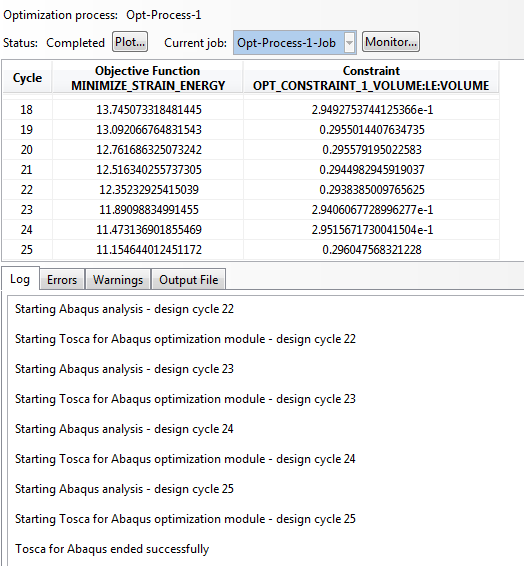 Optimization process: Opt-Process-1
Status: Completed Plot... Current job: Opt-Process-1-Job Monitor...
Cycle Objective Function MINIMIZE_STRAIN_ENERGY Constraint OPT_CONSTRAINT_1_VOLUME:LE:VOLUME
18 13.745073318481445 2.9492753744125366e-1
19 13.092066764831543 0.2955014407634735
20 12.761686325073242 0.295579195022583
21 12.516340255737305 0.2944982945919037
22 12.35232925415039 0.2938385009765625
23 11.89098834991455 2.9406067728996277e-1
24 11.473136901855469 2.9515671730041504e-1
25 11.154644012451172 0.296047568321228
Log Errors Warnings Output File
Starting Abaqus analysis - design cycle 22
Starting Tosca for Abaqus optimization module - design cycle 22
Starting Abaqus analysis - design cycle 23
Starting Tosca for Abaqus optimization module - design cycle 23
Starting Abaqus analysis - design cycle 24
Starting Tosca for Abaqus optimization module - design cycle 24
Starting Abaqus analysis - design cycle 25
Starting Tosca for Abaqus optimization module - design cycle 25
Tosca for Abaqus ended successfully